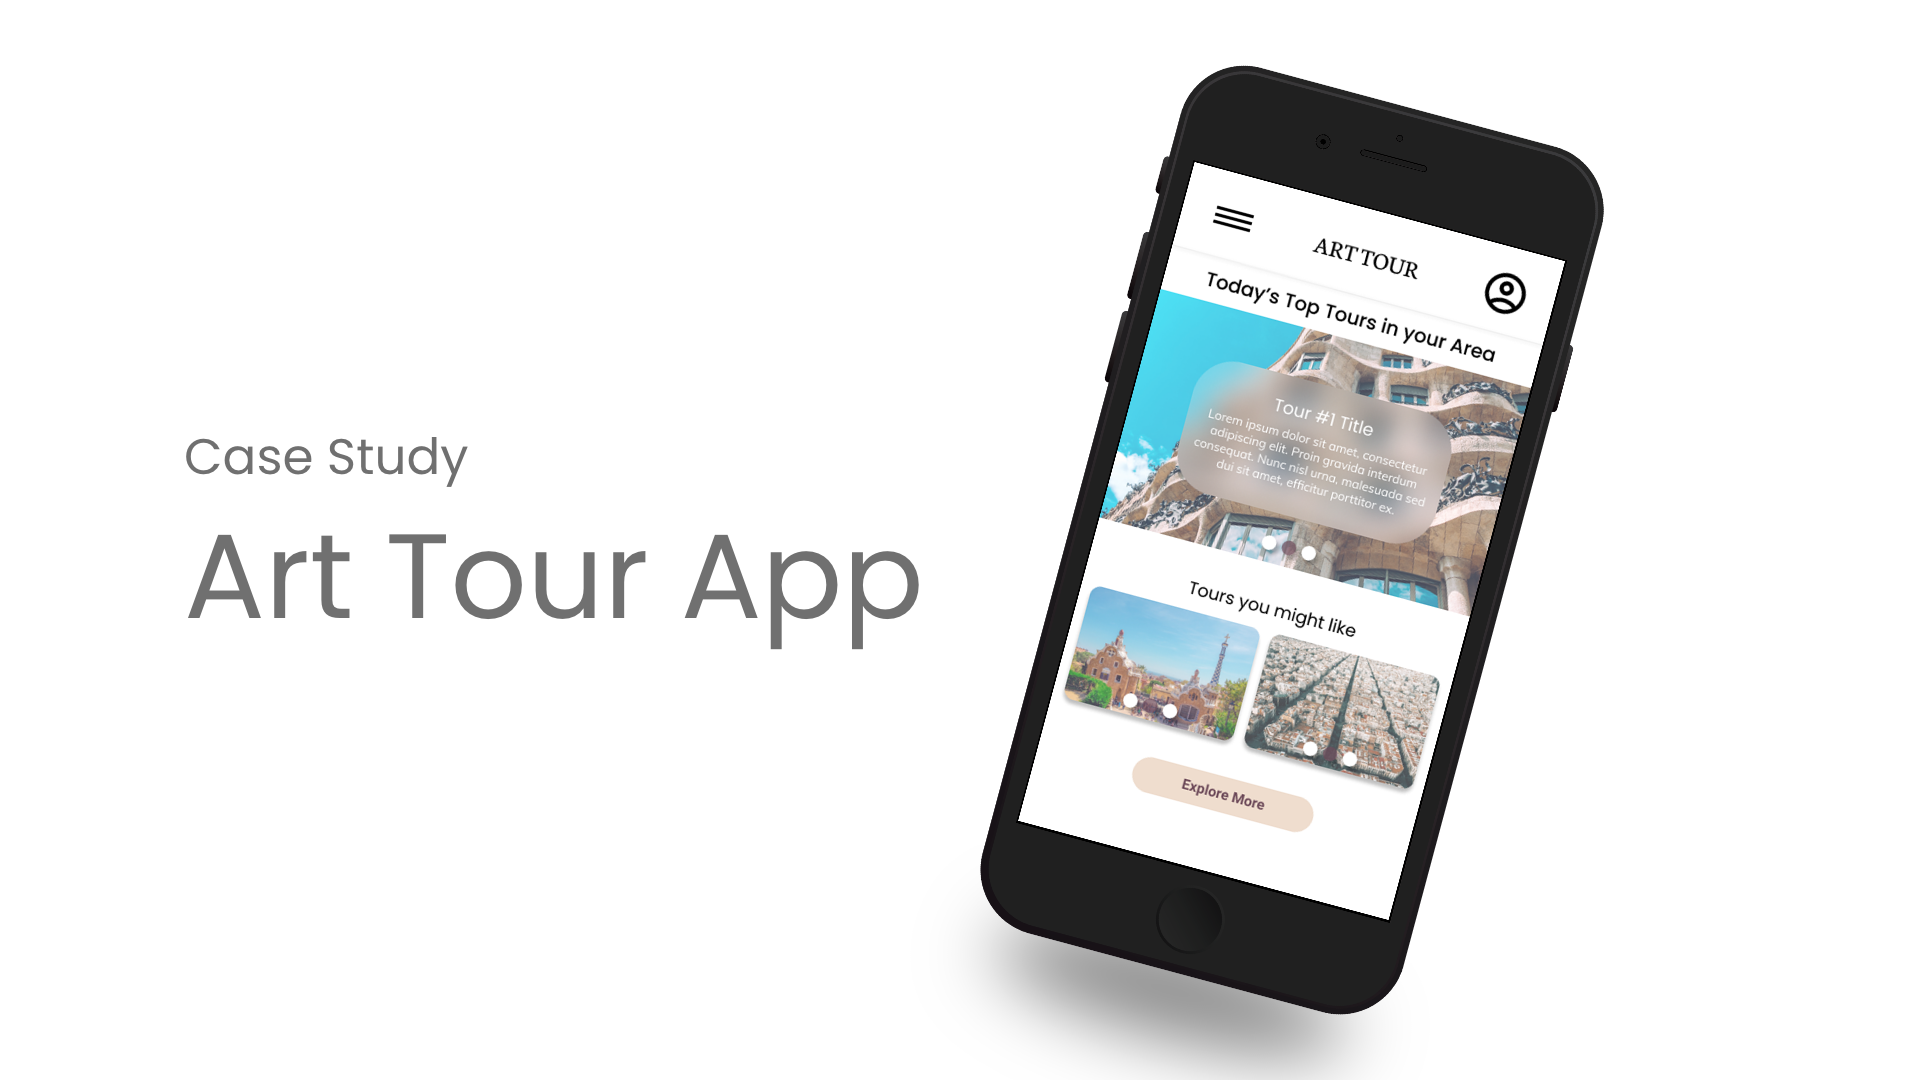 Case Study
Art Tour App
ART TOUR
Today’s Top Tours in your Area
Tour #1 Title
Lorem ipsum dolor sit amet, consectetur
adipiscing elit. Proin gravida interdum
consequat. Nunc nisl urna, malesuada sed
dui sit amet, efficitur porttitor ex.
Tours you might like
Explore More